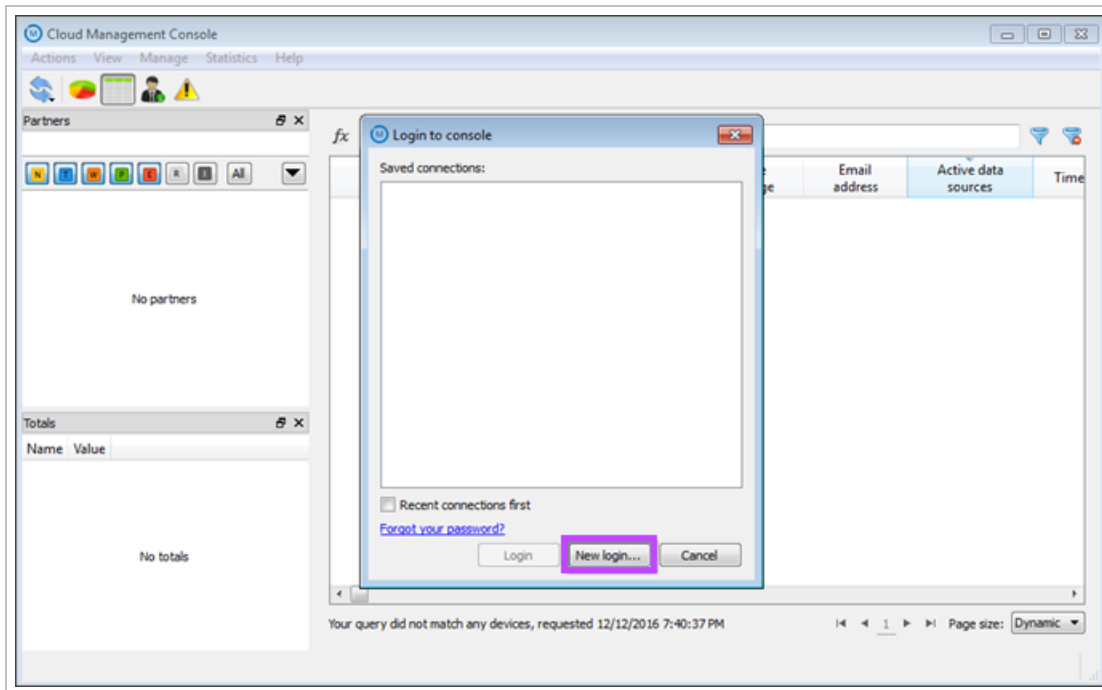 Cloud Management Console
Actions View Manage Statistics Help
Partners
fx
N T W P E R I All
No partners
Totals
Name Value
No totals
Login to console
Saved connections:
Recent connections first
Forgot your password?
Login New login... Cancel
Email address
Active data sources
Time
Your query did not match any devices, requested 12/12/2016 7:40:37 PM
1 Page size: Dynamic